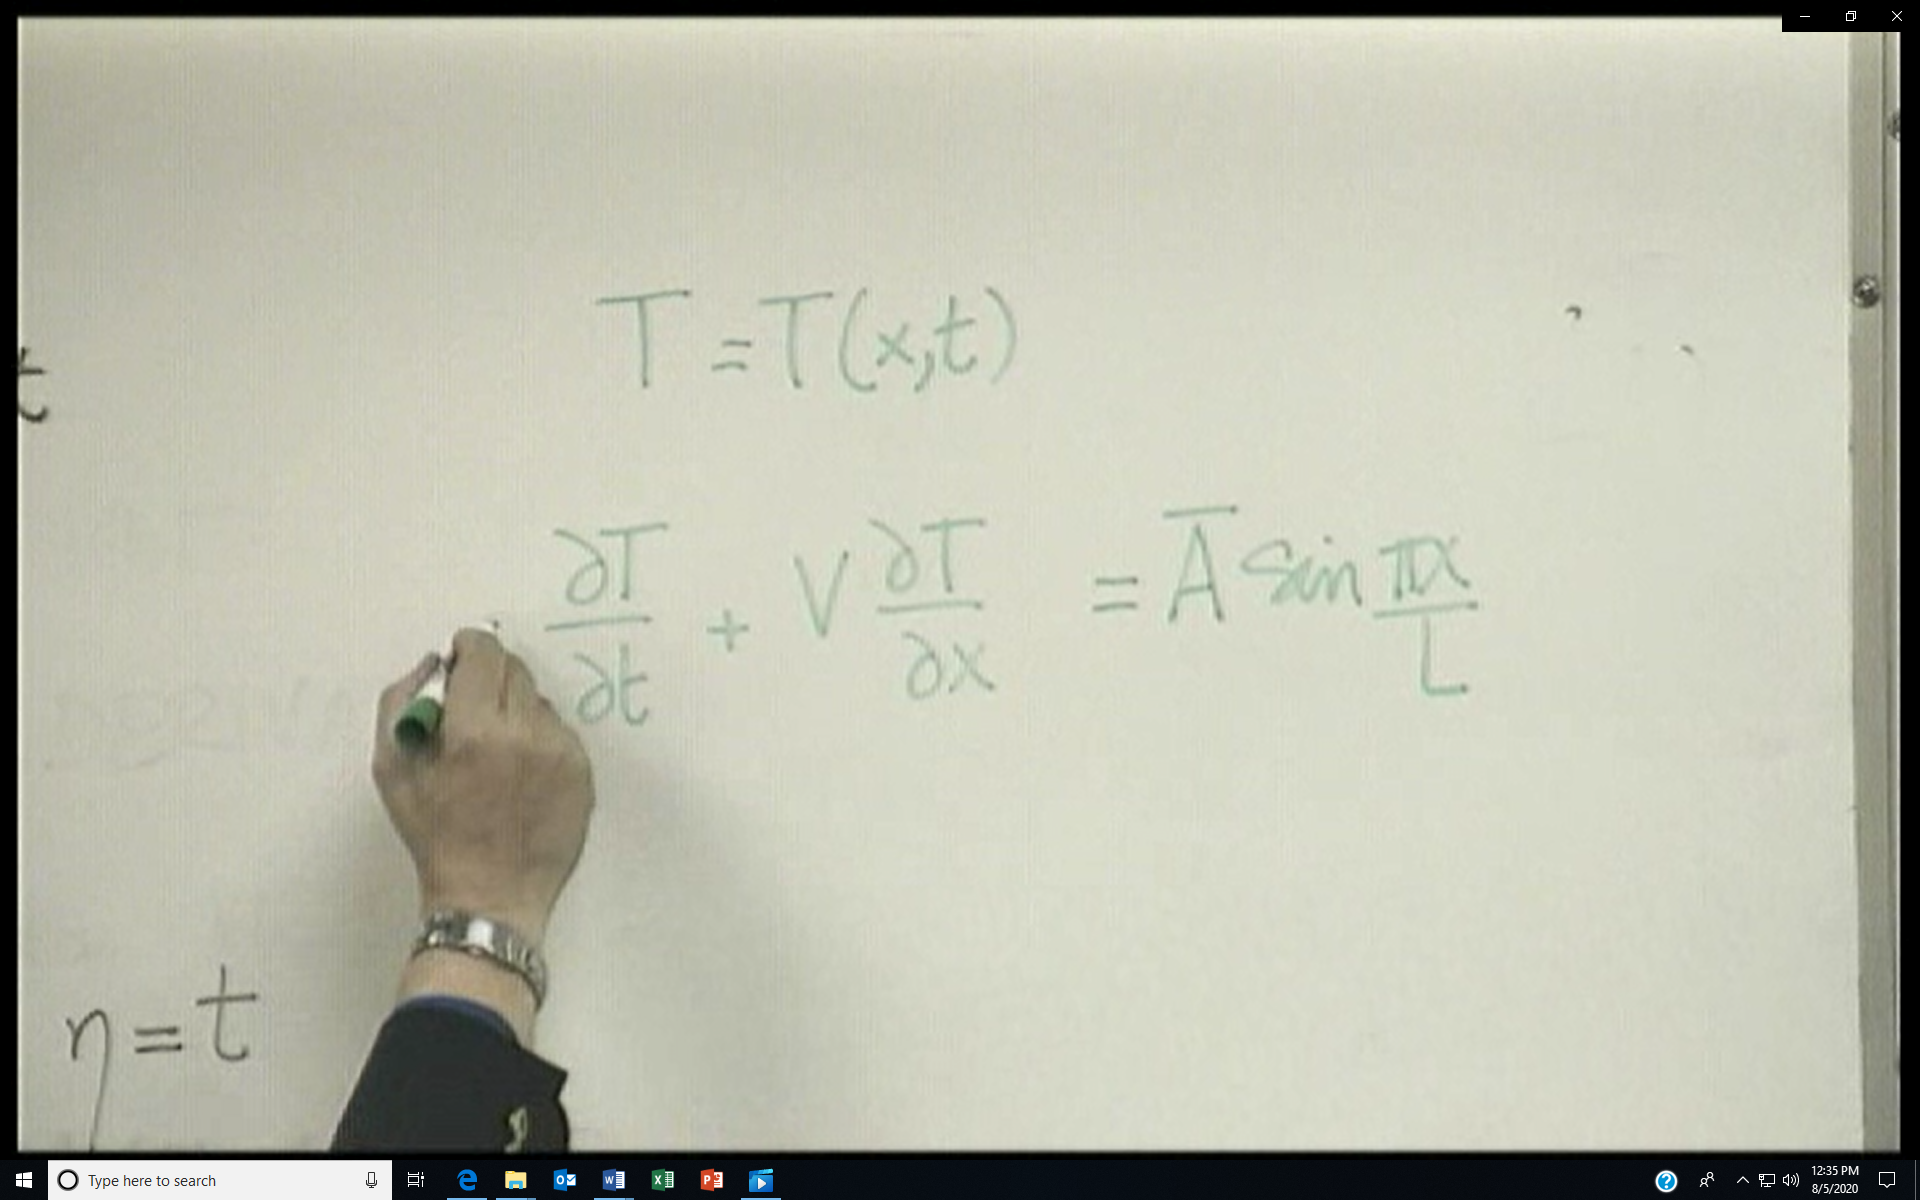 t
T = T(x,t)
∂T/∂t + V ∂T/∂x = A̅ sin πx/L
η = t
Type here to search
12:35 PM
8/5/2020